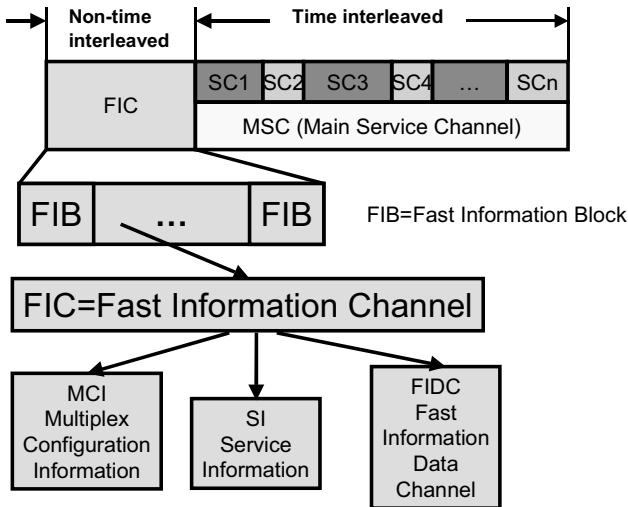 Non-time
interleaved
Time interleaved
FIC
SC1 SC2 SC3 SC4 ... SCn
MSC (Main Service Channel)
FIB ... FIB
FIB=Fast Information Block
FIC=Fast Information Channel
MCI
Multiplex
Configuration
Information
SI
Service
Information
FIDC
Fast
Information
Data
Channel